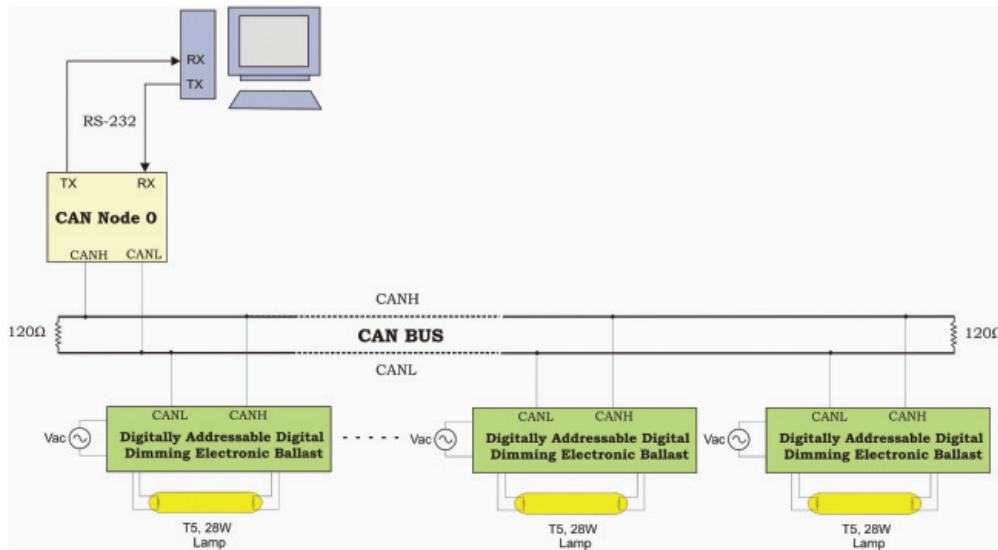 RX
TX
RS-232
TX RX
CAN Node 0
CANH CANL
CANH
120Ω CAN BUS 120Ω
CANL
CANL CANH CANL CANH CANL CANH
Vac Digitally Addressable Digital Vac Digitally Addressable Digital Vac Digitally Addressable Digital
Dimming Electronic Ballast Dimming Electronic Ballast Dimming Electronic Ballast
T5, 28W T5, 28W T5, 28W
Lamp Lamp Lamp